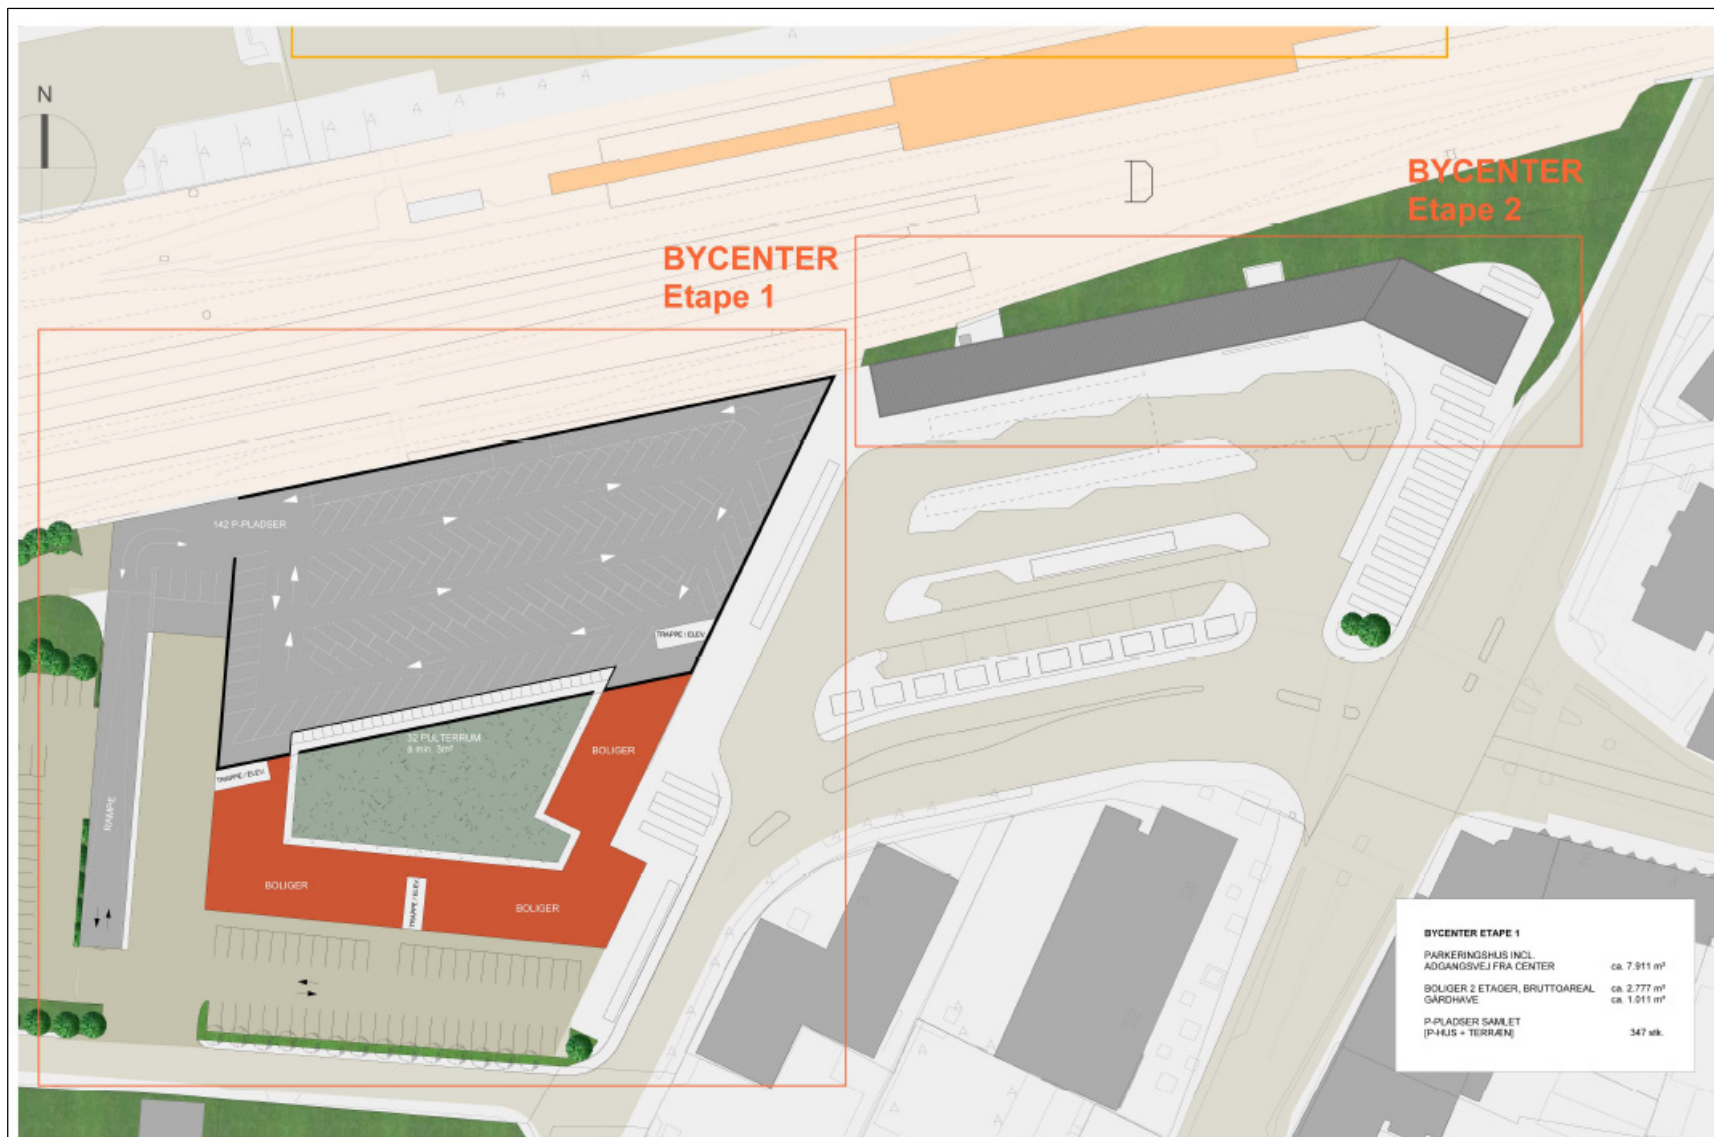 N
BYCENTER
Etape 2
BYCENTER
Etape 1
142 P-PLADSER
TRAPPE / ELEV.
32 PULTERRUM
á min. 3m²
BOLIGER
TRAPPE / ELEV.
RAMPE
BOLIGER
TRAPPE / ELEV.
BOLIGER
BYCENTER ETAPE 1
PARKERINGSHUS INCL.
ADGANGSVEJ FRA CENTER ca. 7.911 m²
BOLIGER 2 ETAGER, BRUTTOAREAL ca. 2.777 m²
GÅRDHAVE ca. 1.011 m²
P-PLADSER SAMLET
[P-HUS + TERRÆN] 347 stk.